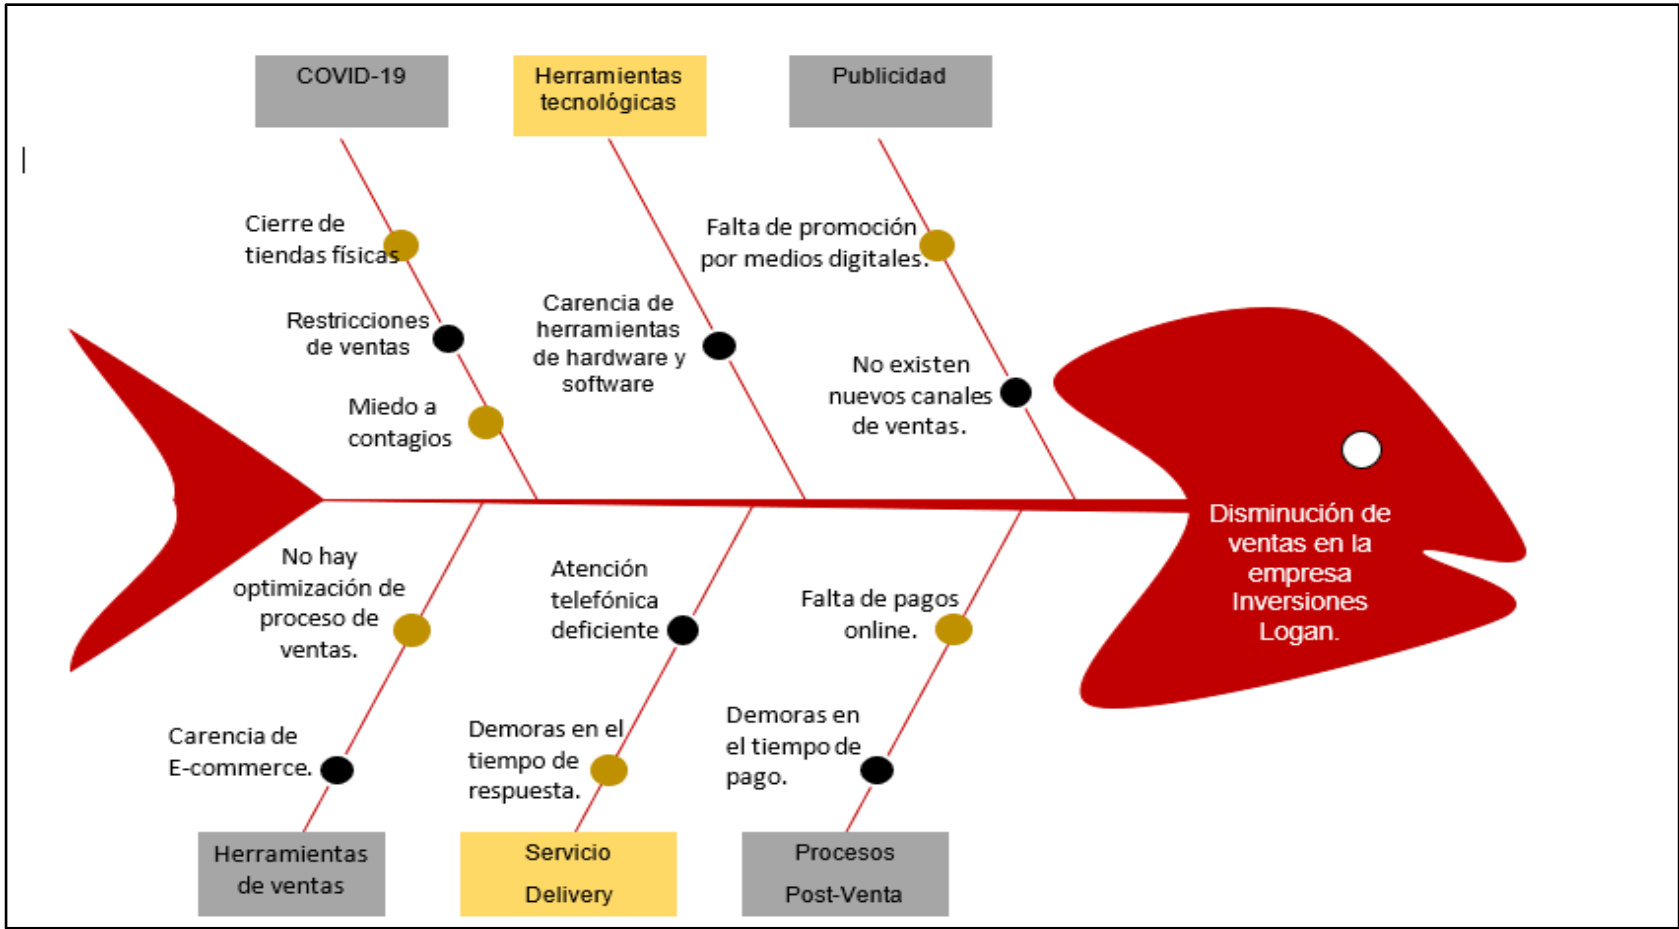 COVID-19
Herramientas
tecnológicas
Publicidad
Cierre de
tiendas físicas
Restricciones
de ventas
Miedo a
contagios
Carencia de
herramientas
de hardware y
software
Falta de promoción
por medios digitales.
No existen
nuevos canales
de ventas.
Disminución de
ventas en la
empresa
Inversiones
Logan.
No hay
optimización de
proceso de
ventas.
Carencia de
E-commerce.
Atención
telefónica
deficiente
Demoras en el
tiempo de
respuesta.
Falta de pagos
online.
Demoras en
el tiempo de
pago.
Herramientas
de ventas
Servicio
Delivery
Procesos
Post-Venta